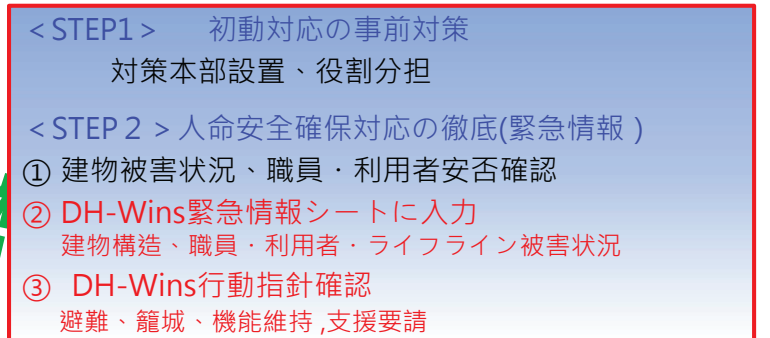 ＜STEP1＞　初動対応の事前対策
対策本部設置、役割分担
＜STEP２＞人命安全確保対応の徹底(緊急情報)
① 建物被害状況、職員・利用者安否確認
② DH-Wins緊急情報シートに入力
建物構造、職員・利用者・ライフライン被害状況
③ DH-Wins行動指針確認
避難、籠城、機能維持,支援要請